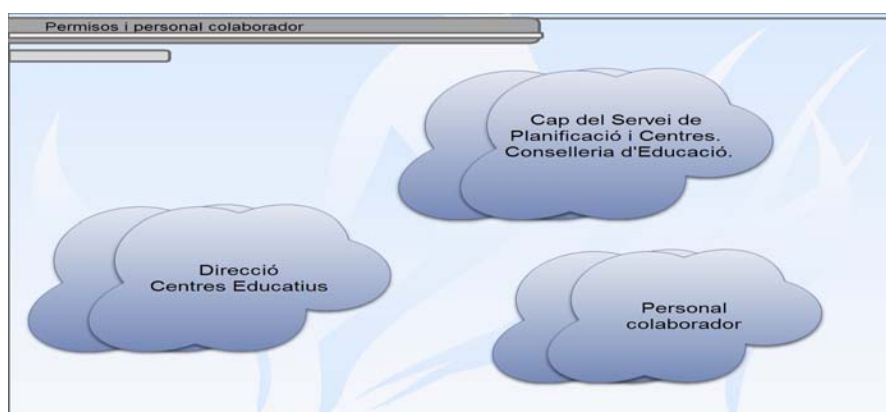 Permisos i personal colaborador
Cap del Servei de
Planificació i Centres.
Conselleria d'Educació.
Direcció
Centres Educatius
Personal
colaborador